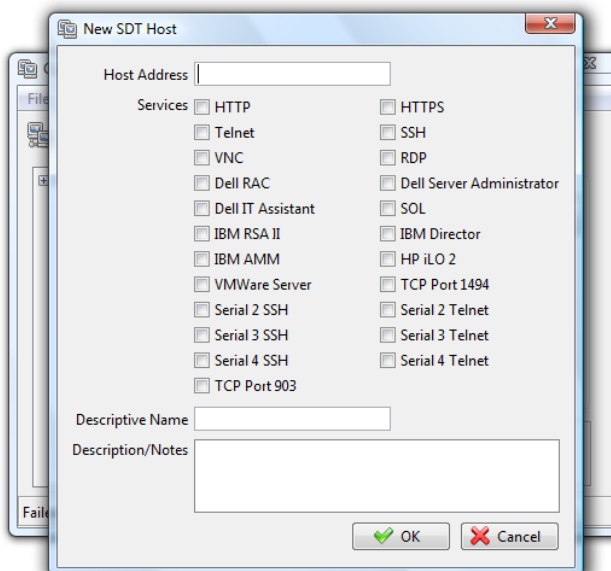 New SDT Host
File
Host Address
Services HTTP HTTPS
Telnet SSH
VNC RDP
Dell RAC Dell Server Administrator
Dell IT Assistant SOL
IBM RSA II IBM Director
IBM AMM HP iLO 2
VMWare Server TCP Port 1494
Serial 2 SSH Serial 2 Telnet
Serial 3 SSH Serial 3 Telnet
Serial 4 SSH Serial 4 Telnet
TCP Port 903
Descriptive Name
Description/Notes
OK Cancel